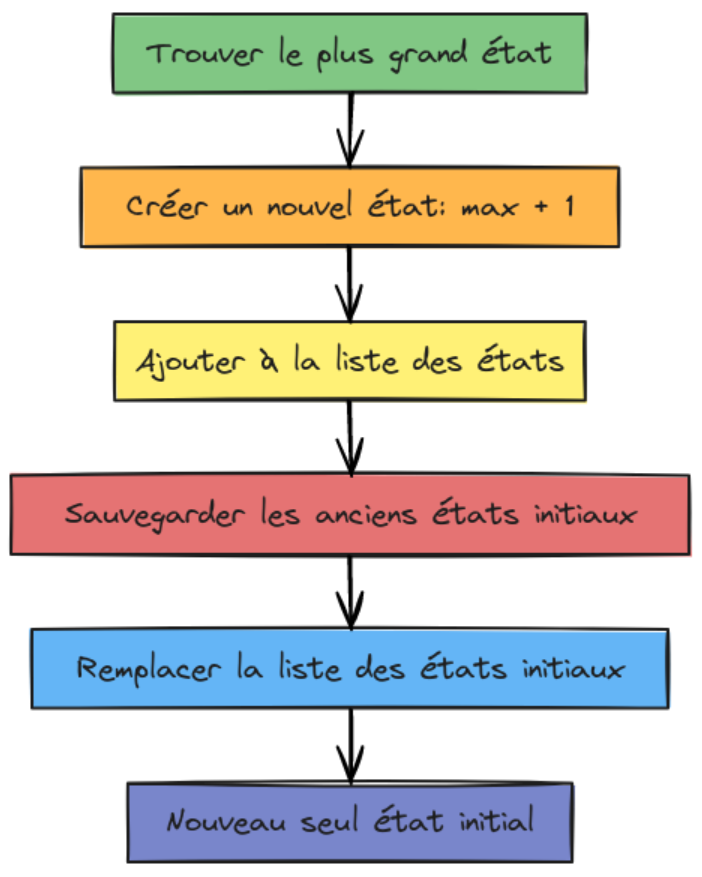 Trouver le plus grand état
Créer un nouvel état: max + 1
Ajouter à la liste des états
Sauvegarder les anciens états initiaux
Remplacer la liste des états initiaux
Nouveau seul état initial